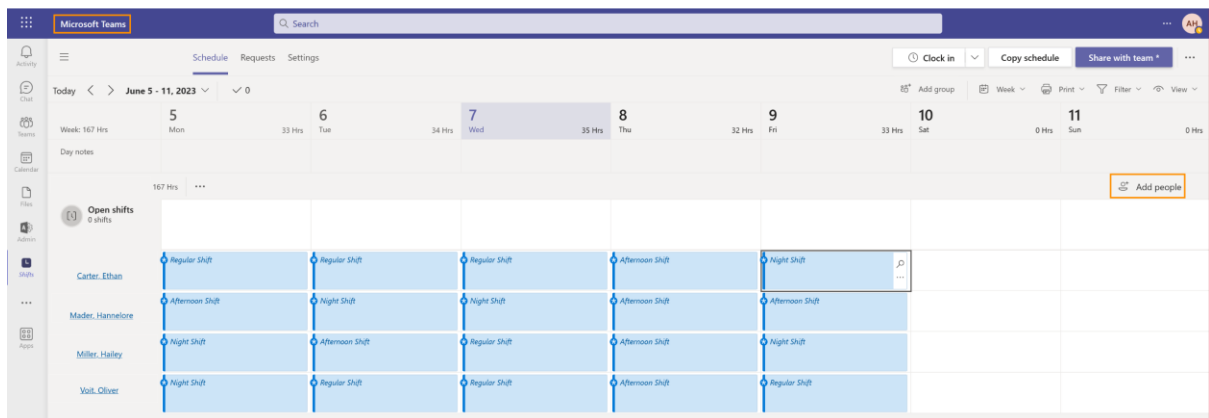 Microsoft Teams
Search
AH
Activity
Chat
Teams
Calendar
Files
Admin
Shifts
Apps
Schedule Requests Settings
Clock in Copy schedule Share with team *
Today June 5 - 11, 2023 0
Add group Week Print Filter View
5 6 7 8 9 10 11
Week: 167 Hrs Mon 33 Hrs Tue 34 Hrs Wed 35 Hrs Thu 32 Hrs Fri 33 Hrs Sat 0 Hrs Sun 0 Hrs
Day notes
167 Hrs ... Add people
Open shifts
0 shifts
Carter, Ethan Regular Shift Regular Shift Regular Shift Afternoon Shift Night Shift
Mader, Hannelore Afternoon Shift Night Shift Night Shift Afternoon Shift Afternoon Shift
Miller, Hailey Night Shift Afternoon Shift Regular Shift Afternoon Shift Night Shift
Voit, Oliver Night Shift Regular Shift Regular Shift Afternoon Shift Regular Shift